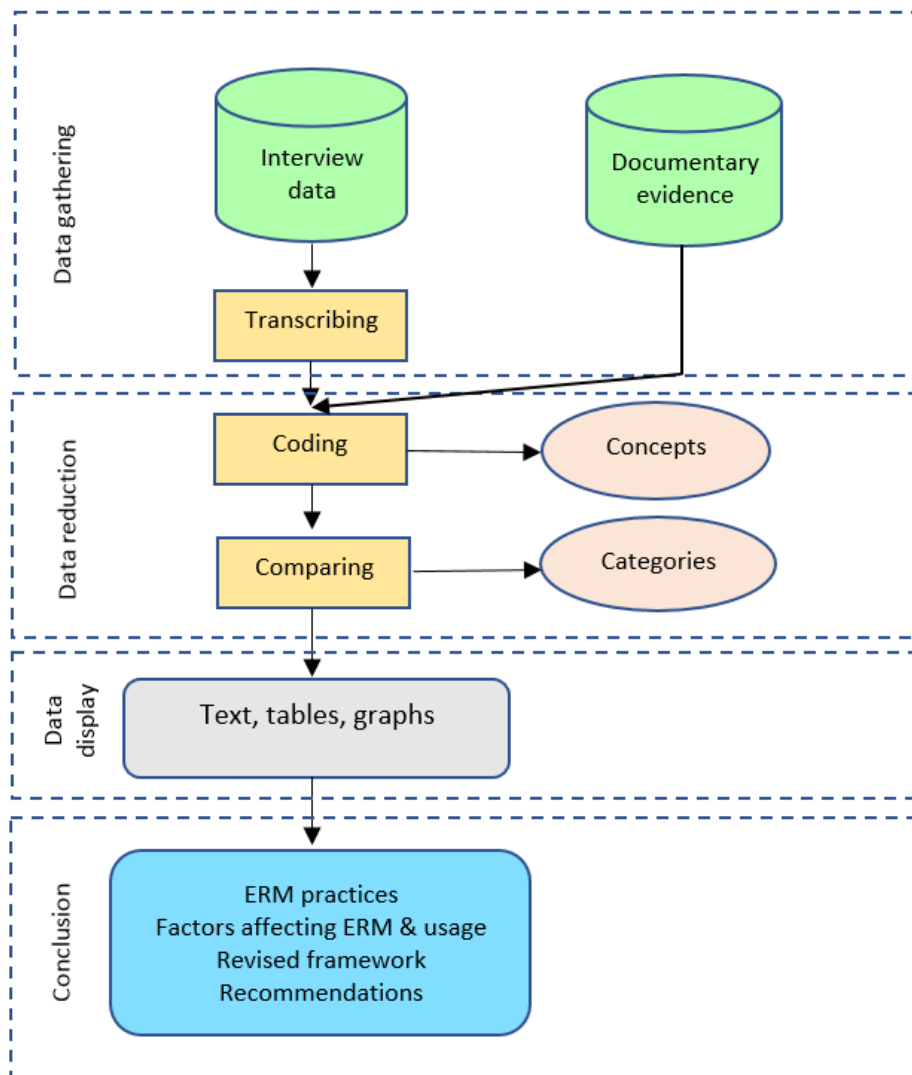 Data gathering
Interview
data
Documentary
evidence
Transcribing
Data reduction
Coding
Concepts
Comparing
Categories
Data
display
Text, tables, graphs
Conclusion
ERM practices
Factors affecting ERM & usage
Revised framework
Recommendations